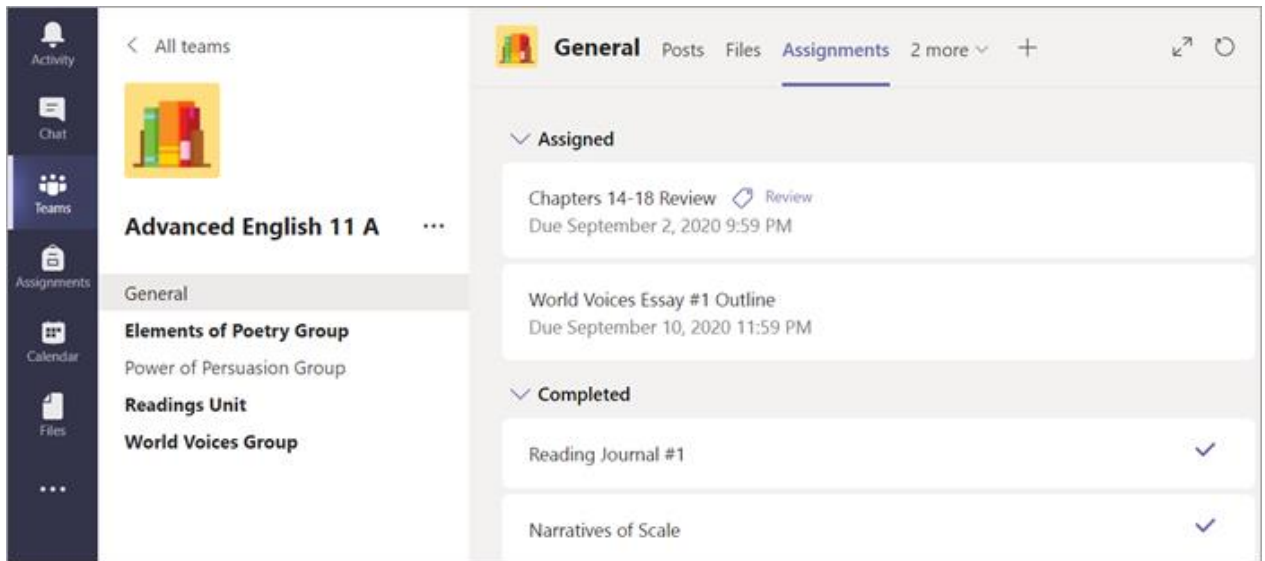 Activity
Chat
Teams
Assignments
Calendar
Files
All teams
Advanced English 11 A
General
Elements of Poetry Group
Power of Persuasion Group
Readings Unit
World Voices Group
General Posts Files Assignments 2 more
Assigned
Chapters 14-18 Review Review
Due September 2, 2020 9:59 PM
World Voices Essay #1 Outline
Due September 10, 2020 11:59 PM
Completed
Reading Journal #1
Narratives of Scale